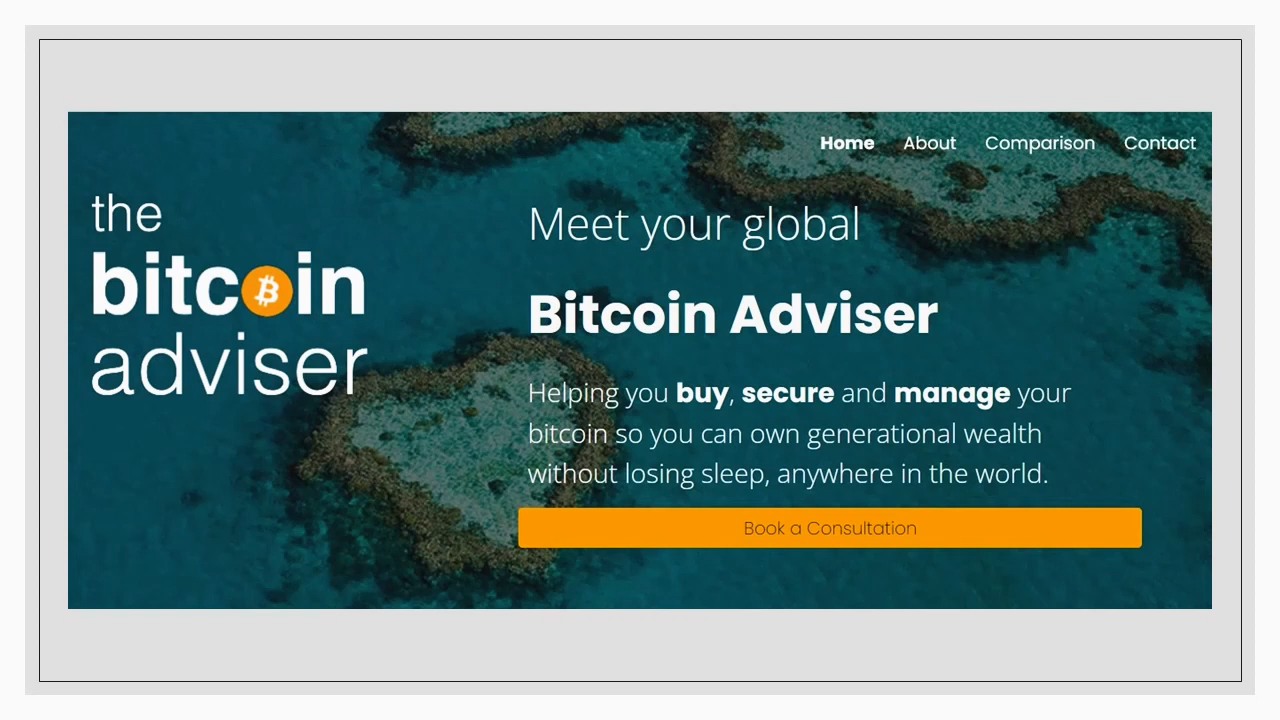 Home About Comparison Contact
the
bitcoin
adviser
Meet your global
Bitcoin Adviser
Helping you buy, secure and manage your
bitcoin so you can own generational wealth
without losing sleep, anywhere in the world.
Book a Consultation